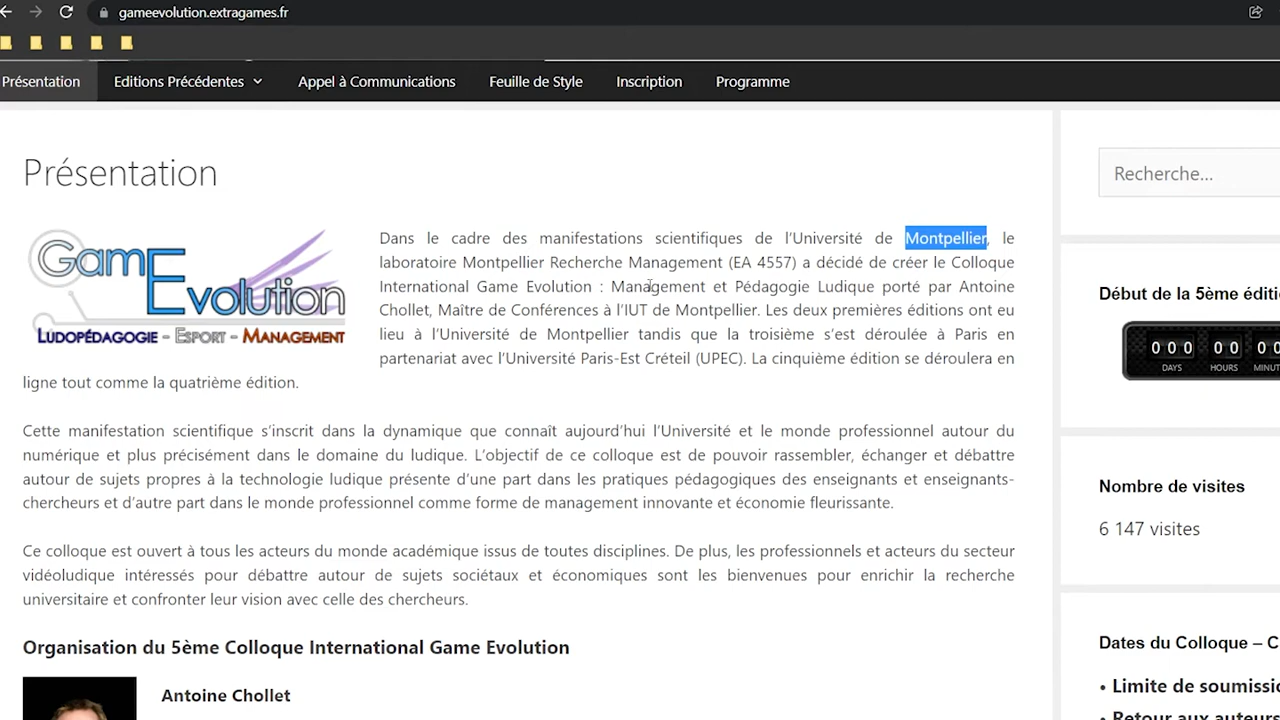 gameevolution.extragames.fr
Présentation
Editions Précédentes
Appel à Communications
Feuille de Style
Inscription
Programme
Présentation
GamEvolution
LUDOPÉDAGOGIE - ESPORT - MANAGEMENT
Dans le cadre des manifestations scientifiques de l'Université de Montpellier, le
laboratoire Montpellier Recherche Management (EA 4557) a décidé de créer le Colloque
International Game Evolution : Management et Pédagogie Ludique porté par Antoine
Chollet, Maître de Conférences à l'IUT de Montpellier. Les deux premières éditions ont eu
lieu à l'Université de Montpellier tandis que la troisième s'est déroulée à Paris en
partenariat avec l'Université Paris-Est Créteil (UPEC). La cinquième édition se déroulera en
ligne tout comme la quatrième édition.
Cette manifestation scientifique s'inscrit dans la dynamique que connaît aujourd'hui l'Université et le monde professionnel autour du
numérique et plus précisément dans le domaine du ludique. L'objectif de ce colloque est de pouvoir rassembler, échanger et débattre
autour de sujets propres à la technologie ludique présente d'une part dans les pratiques pédagogiques des enseignants et enseignants-
chercheurs et d'autre part dans le monde professionnel comme forme de management innovante et économie fleurissante.
Ce colloque est ouvert à tous les acteurs du monde académique issus de toutes disciplines. De plus, les professionnels et acteurs du secteur
vidéoludique intéressés pour débattre autour de sujets sociétaux et économiques sont les bienvenues pour enrichir la recherche
universitaire et confronter leur vision avec celle des chercheurs.
Organisation du 5ème Colloque International Game Evolution
Antoine Chollet
Recherche...
Début de la 5ème éditi
000 00 00
DAYS HOURS MINUT
Nombre de visites
6 147 visites
Dates du Colloque – C
• Limite de soumissi
• Retour aux auteurs